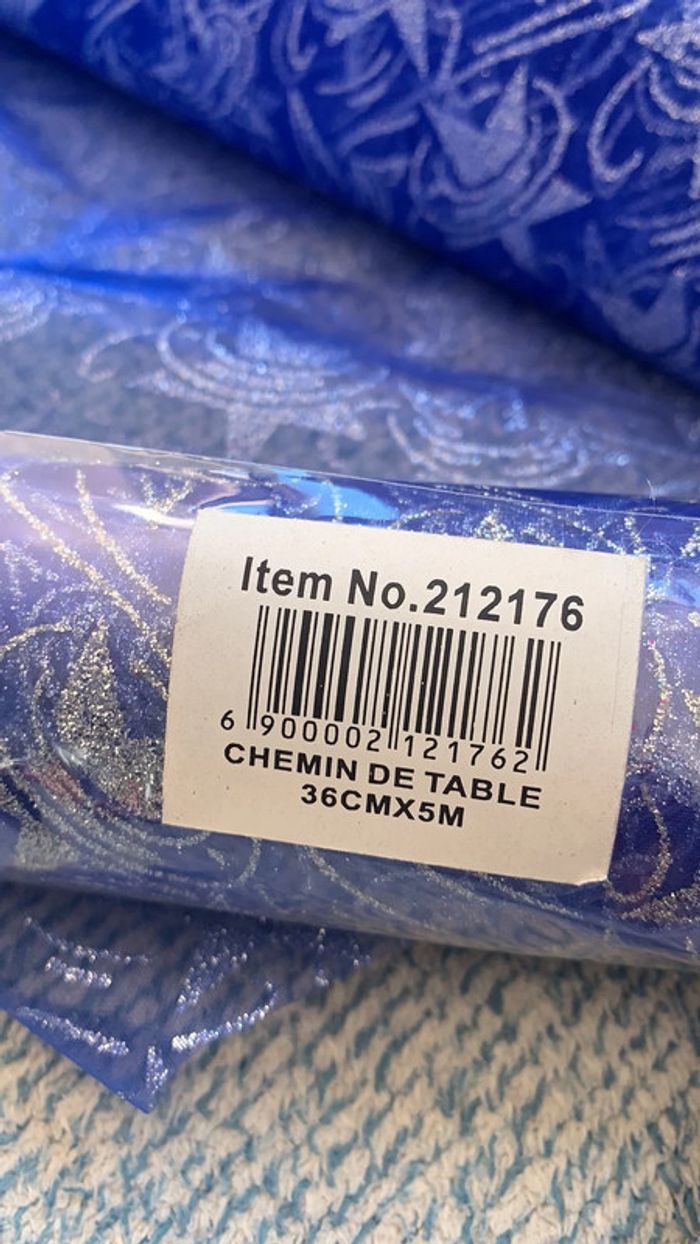 Item No.212176
6 900002 121762
CHEMIN DE TABLE
36CMX5M